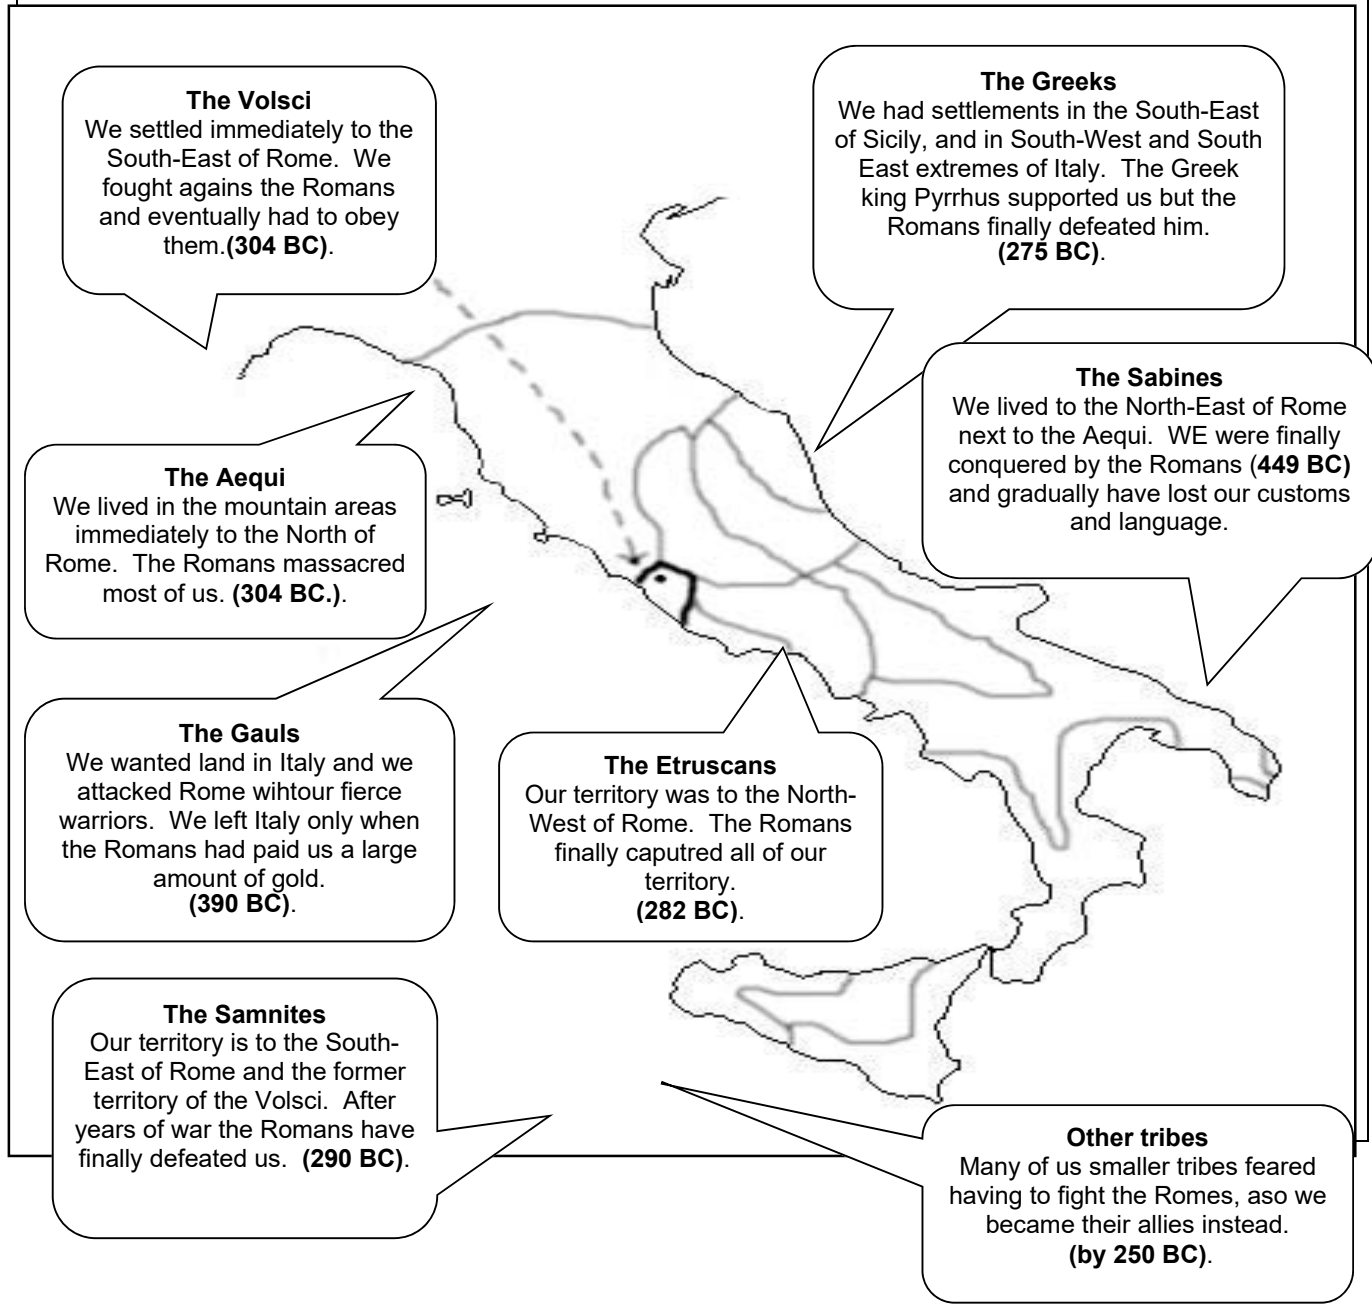 The Volsci
We settled immediately to the
South-East of Rome.  We
fought agains the Romans
and eventually had to obey
them.(304 BC).
The Greeks
We had settlements in the South-East
of Sicily, and in South-West and South
East extremes of Italy.  The Greek
king Pyrrhus supported us but the
Romans finally defeated him.
(275 BC).
The Sabines
We lived to the North-East of Rome
next to the Aequi.  WE were finally
conquered by the Romans (449 BC)
and gradually have lost our customs
and language.
The Aequi
We lived in the mountain areas
immediately to the North of
Rome.  The Romans massacred
most of us. (304 BC.).
The Gauls
We wanted land in Italy and we
attacked Rome wihtour fierce
warriors.  We left Italy only when
the Romans had paid us a large
amount of gold.
(390 BC).
The Etruscans
Our territory was to the North-
West of Rome.  The Romans
finally caputred all of our
territory.
(282 BC).
The Samnites
Our territory is to the South-
East of Rome and the former
territory of the Volsci.  After
years of war the Romans have
finally defeated us.  (290 BC).
Other tribes
Many of us smaller tribes feared
having to fight the Romes, aso we
became their allies instead.
(by 250 BC).